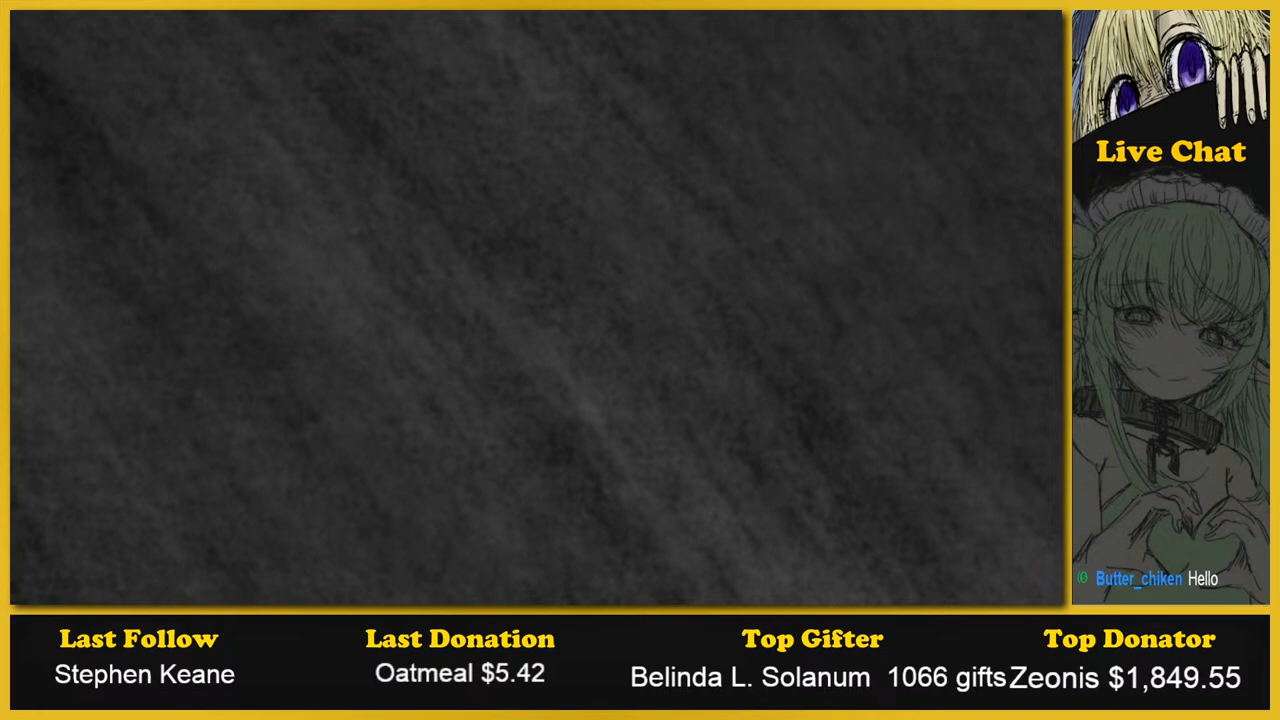 Live Chat
Butter_chiken Hello
Last Follow
Stephen Keane
Last Donation
Oatmeal $5.42
Top Gifter
Belinda L. Solanum 1066 gifts
Top Donator
Zeonis $1,849.55